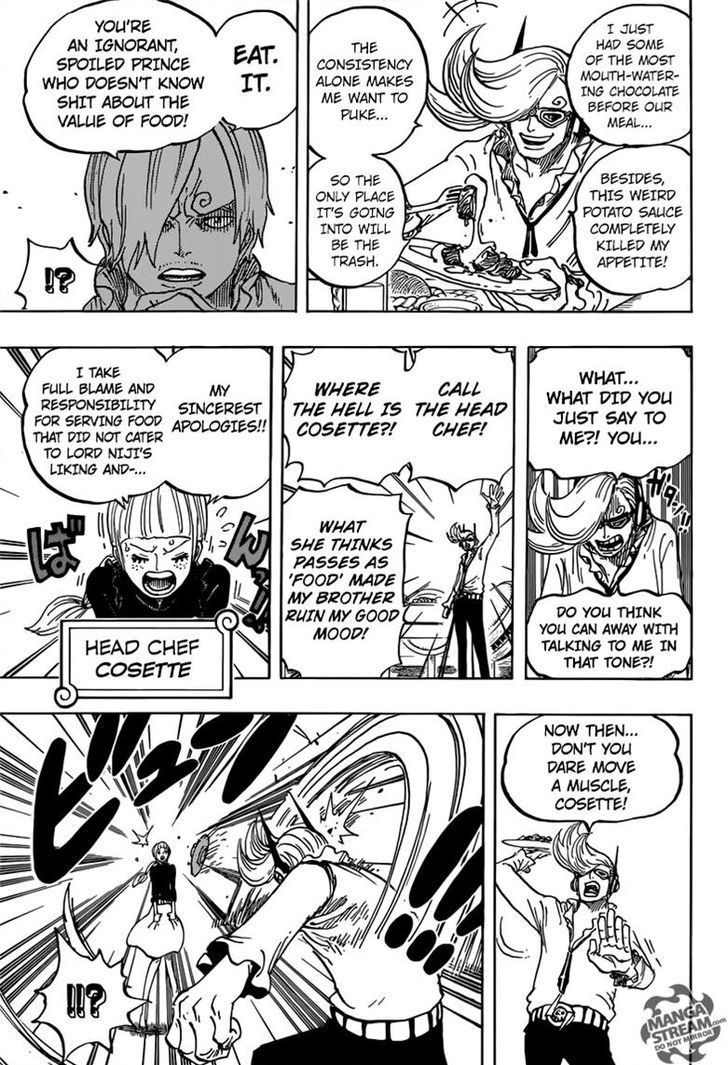 I JUST
HAD SOME
OF THE MOST
MOUTH-WATER-
ING CHOCOLATE
BEFORE OUR
MEAL...
BESIDES,
THIS WEIRD
POTATO SAUCE
COMPLETELY
KILLED MY
APPETITE!
THE
CONSISTENCY
ALONE MAKES
ME WANT TO
PUKE...
SO THE
ONLY PLACE
IT'S GOING
INTO WILL
BE THE
TRASH.
EAT.
IT.
YOU'RE
AN IGNORANT,
SPOILED PRINCE
WHO DOESN'T KNOW
SHIT ABOUT THE
VALUE OF FOOD!
!?
WHAT...
WHAT DID YOU
JUST SAY TO
ME?! YOU...
DO YOU THINK
YOU CAN AWAY WITH
TALKING TO ME IN
THAT TONE?!
CALL
THE HEAD
CHEF!
WHERE
THE HELL IS
COSETTE?!
WHAT
SHE THINKS
PASSES AS
'FOOD' MADE
MY BROTHER
RUIN MY GOOD
MOOD!
MY
SINCEREST
APOLOGIES!!
I TAKE
FULL BLAME AND
RESPONSIBILITY
FOR SERVING FOOD
THAT DID NOT CATER
TO LORD NIJI'S
LIKING AND-...
ば
んっ!!
HEAD CHEF
COSETTE
NOW THEN...
DON'T YOU
DARE MOVE
A MUSCLE,
COSETTE!
!!?
MANGA
STREAM.com
DO NOT MIRROR